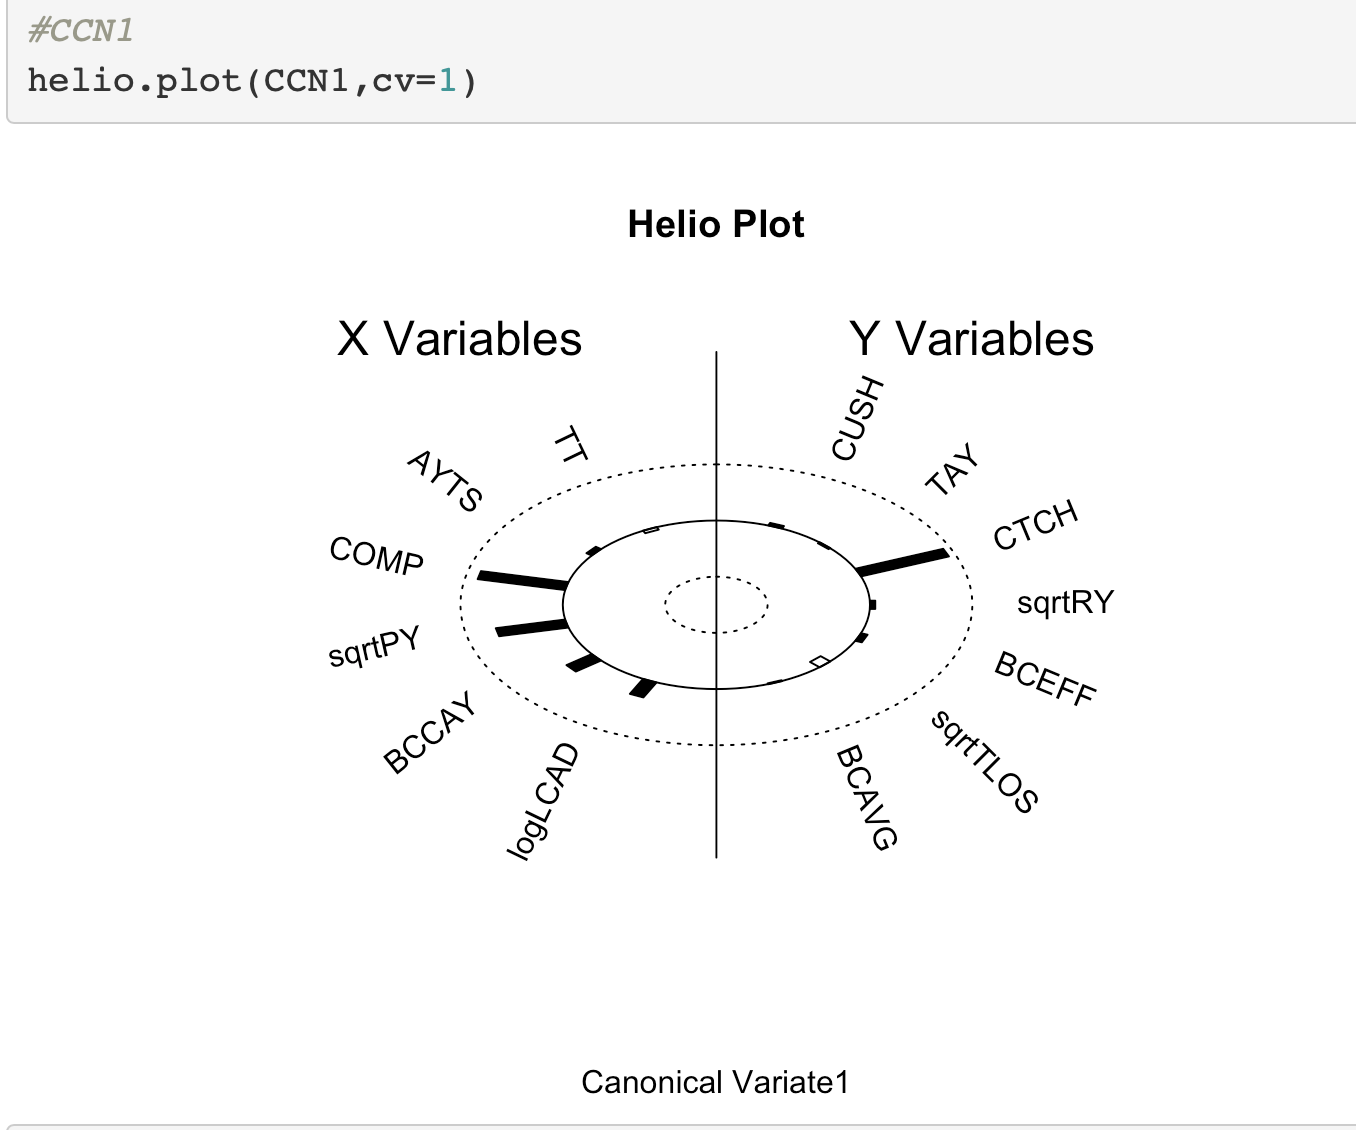 #CCN1
helio.plot(CCN1,cv=1)
Helio Plot
X Variables
Y Variables
CUSH
TT
TAY
AYTS
CTCH
COMP
sqrtRY
sqrtPY
BCEFF
BCCAY
sqrtTLOS
logLCAD
BCAVG
Canonical Variate1